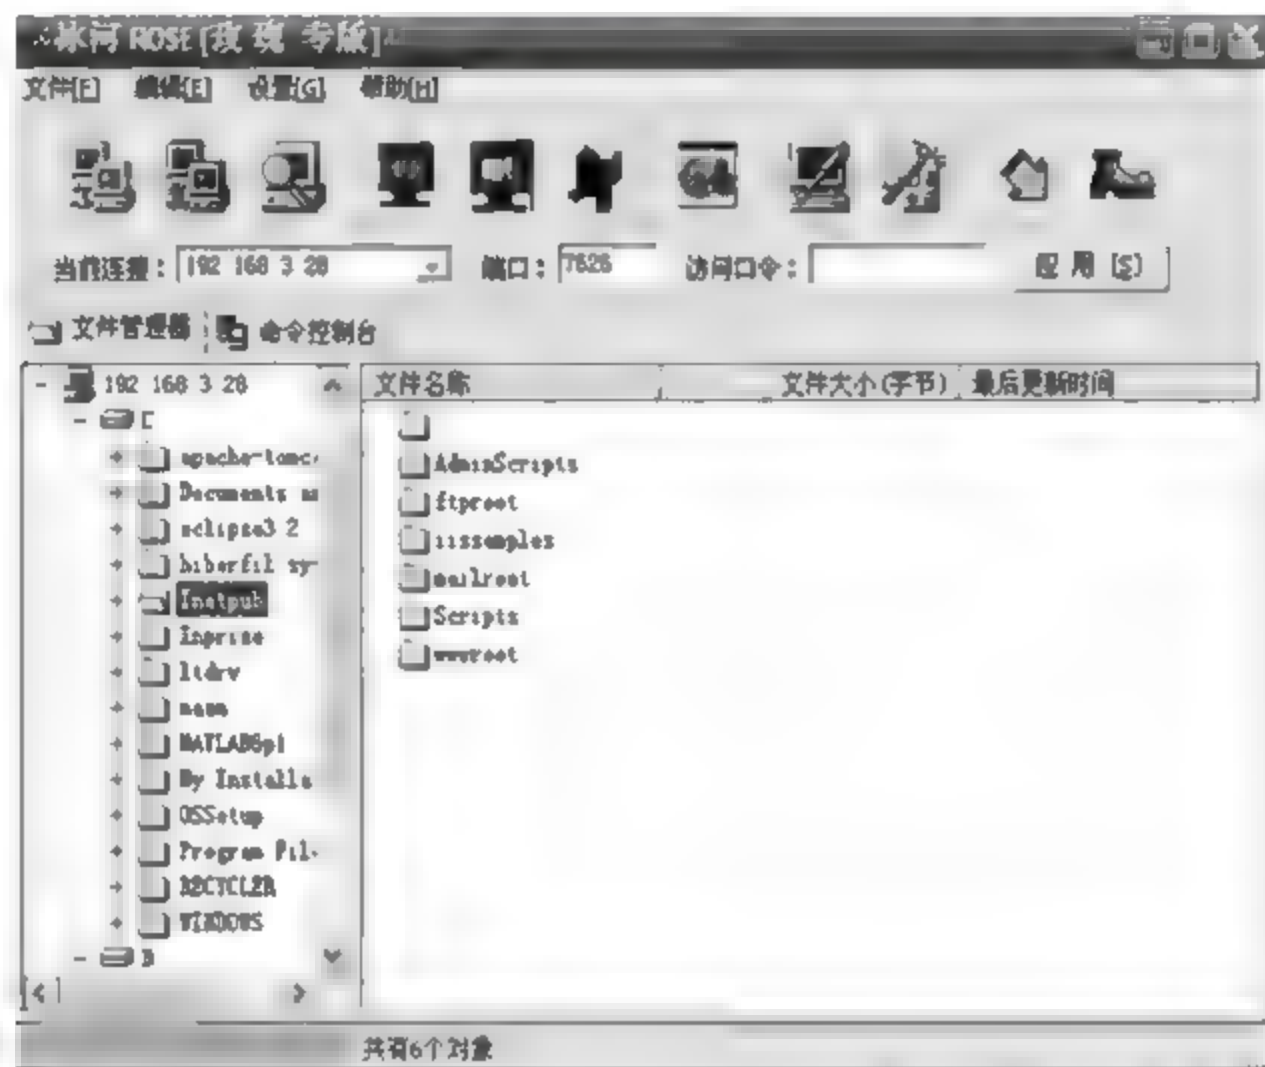 冰河 ROSE [玫 瑰 专版]
文件[F] 编辑[E] 设置[G] 帮助[H]
当前连接: 192 168 3 28 端口: 7626 访问口令: 应 用 (S)
文件管理器 命令控制台
192 168 3 28 文件名称 文件大小(字节) 最后更新时间
C
apache-tomc AdminScripts
Documents an ftproot
eclipse3 2 iissamples
hiberfil sy mailroot
Inetpub Scripts
Inprise wwwroot
ltdrv
masm
MATLAB6p1
My Installa
OSSetup
Program Fil
RECYCLER
WINDOWS
D
共有6个对象